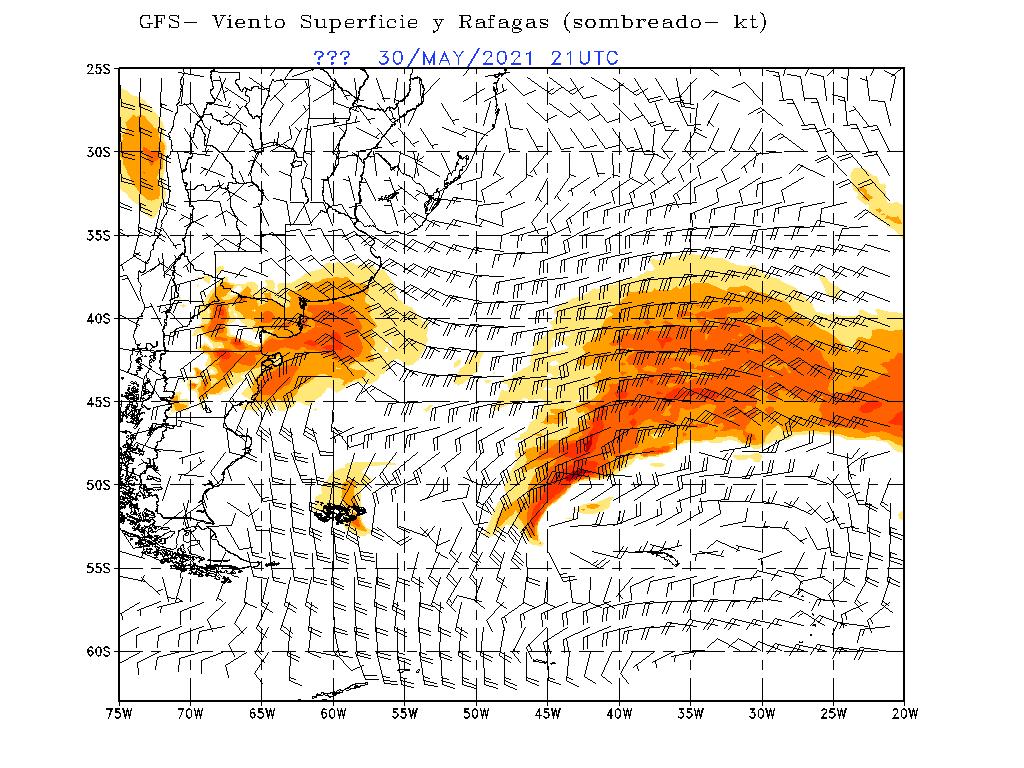 GFS− Viento Superficie y Rafagas (sombreado− kt)
??? 30/MAY/2021 21UTC
25S
30S
35S
40S
45S
50S
55S
60S
75W 70W 65W 60W 55W 50W 45W 40W 35W 30W 25W 20W